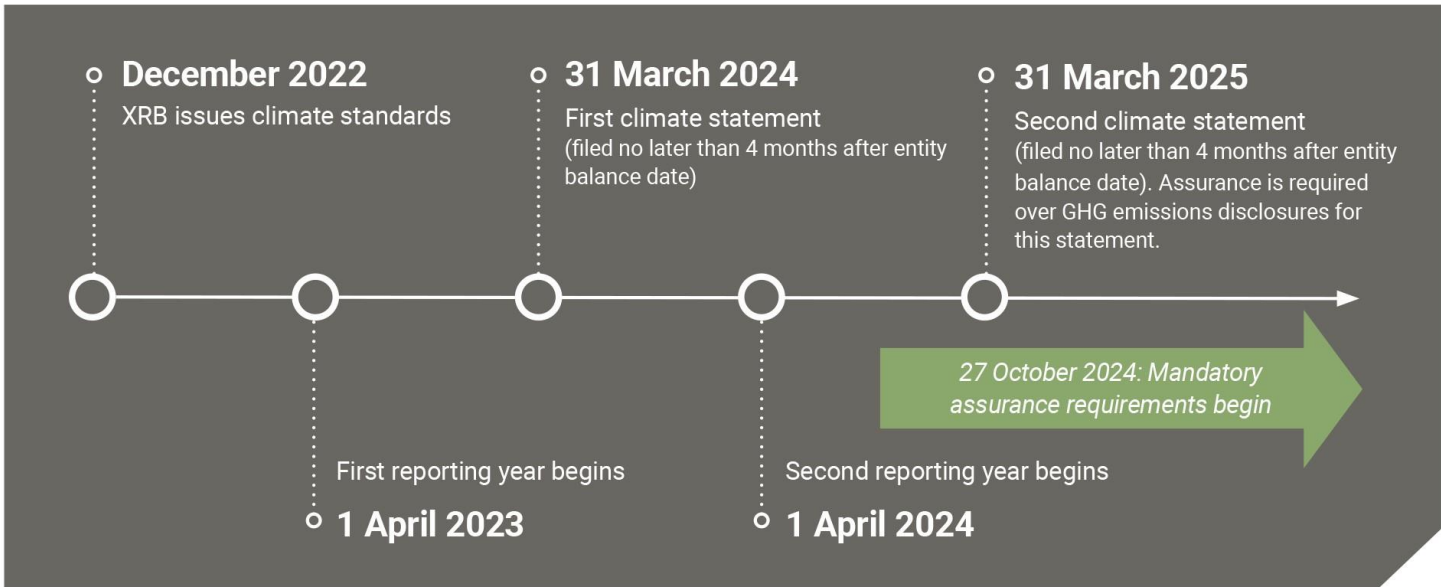 December 2022
XRB issues climate standards
31 March 2024
First climate statement
(filed no later than 4 months after entity
balance date)
31 March 2025
Second climate statement
(filed no later than 4 months after entity
balance date). Assurance is required
over GHG emissions disclosures for
this statement.
27 October 2024: Mandatory
assurance requirements begin
First reporting year begins
1 April 2023
Second reporting year begins
1 April 2024